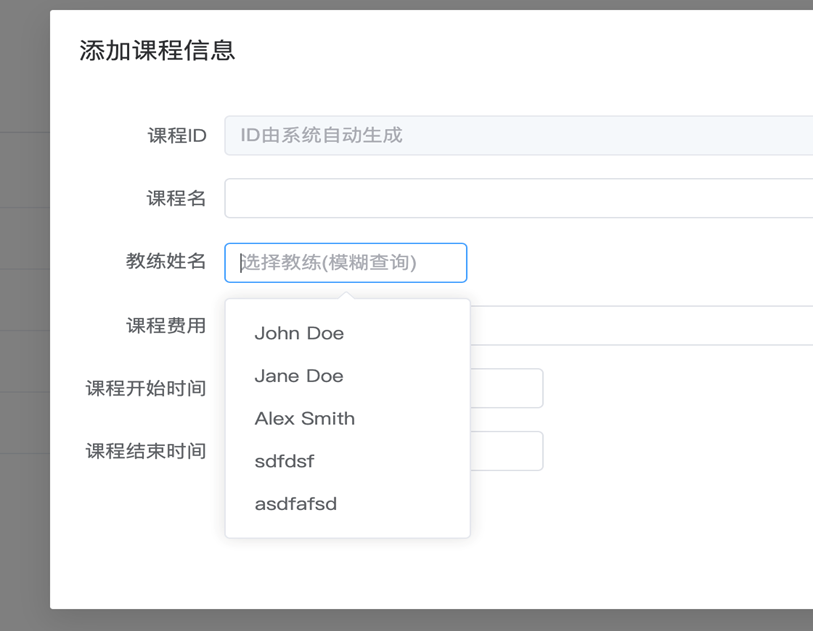 添加课程信息
课程ID
ID由系统自动生成
课程名
教练姓名
选择教练(模糊查询)
课程费用
John Doe
Jane Doe
课程开始时间
Alex Smith
课程结束时间
sdfdsf
asdfafsd